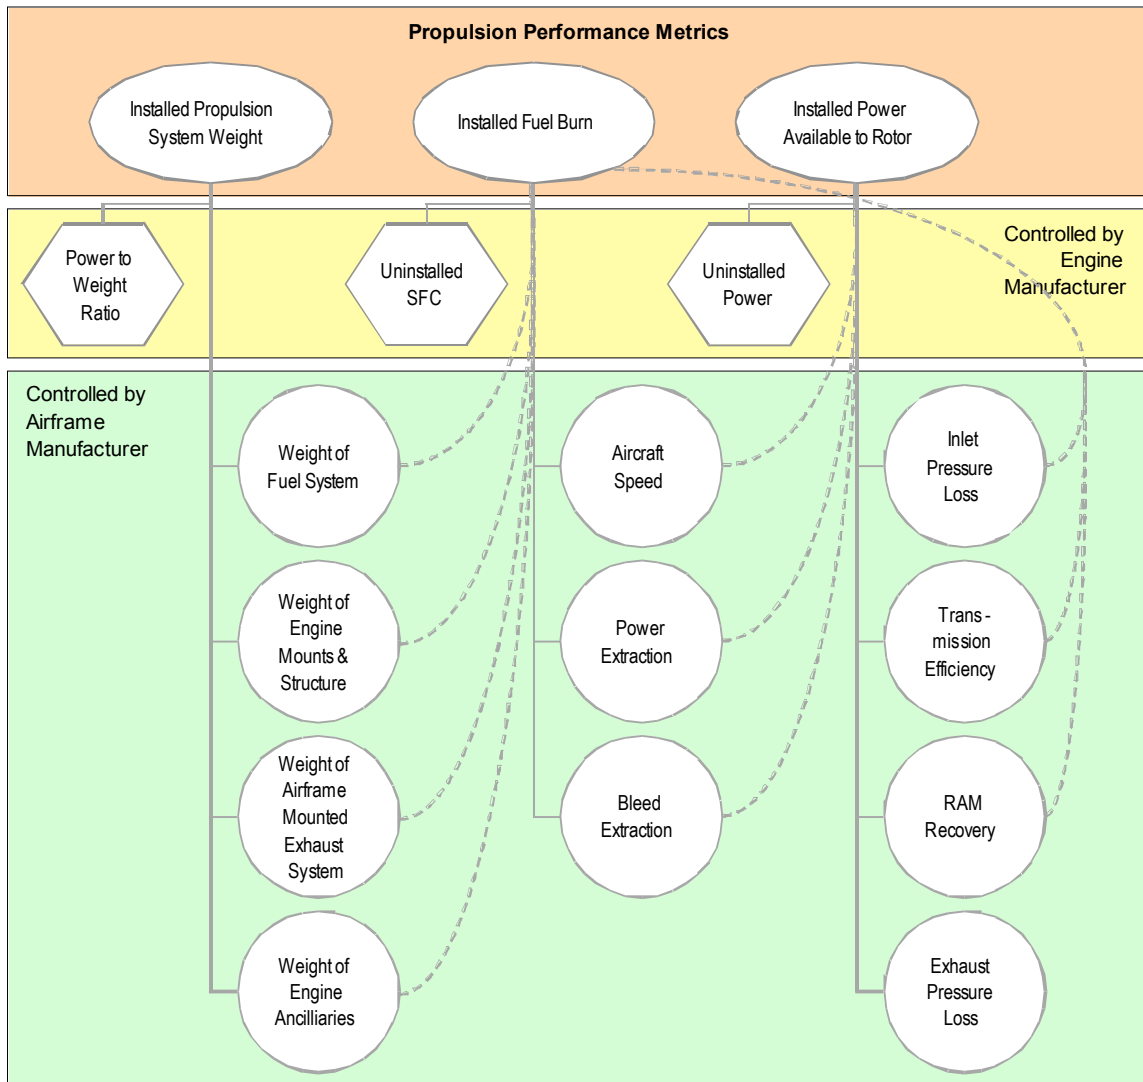 Propulsion Performance Metrics
Installed Propulsion
System Weight
Installed Fuel Burn
Installed Power
Available to Rotor
Controlled by
Engine
Manufacturer
Power to
Weight
Ratio
Uninstalled
SFC
Uninstalled
Power
Controlled by
Airframe
Manufacturer
Weight of
Fuel System
Aircraft
Speed
Inlet
Pressure
Loss
Weight of
Engine
Mounts &
Structure
Power
Extraction
Trans -
mission
Efficiency
Weight of
Airframe
Mounted
Exhaust
System
Bleed
Extraction
RAM
Recovery
Weight of
Engine
Ancilliaries
Exhaust
Pressure
Loss